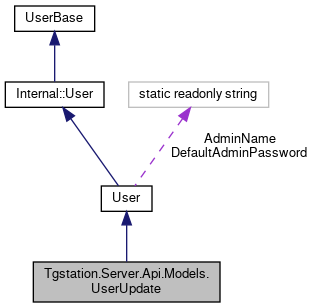 UserBase
Internal::User
static readonly string
AdminName
DefaultAdminPassword
User
Tgstation.Server.Api.Models.
UserUpdate